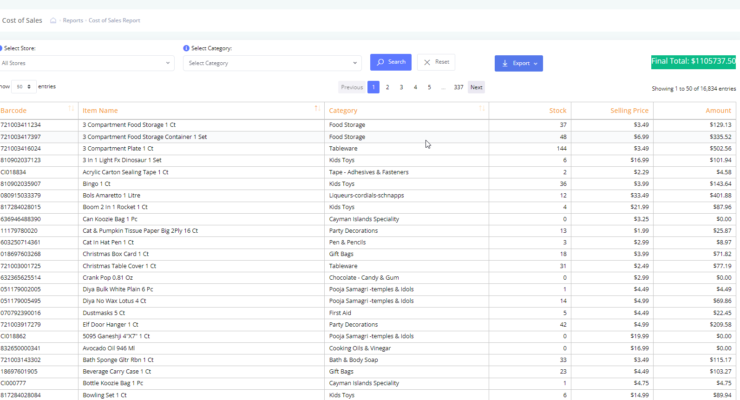 Cost of Sales Reports - Cost of Sales Report
Select Store: Select Category:
All Stores Select Category Search Reset Export Final Total: $1105737.50
how 50 entries Previous 1 2 3 4 5 ... 337 Next Showing 1 to 50 of 16,834 entries
Barcode Item Name Category Stock Selling Price Amount
721003411234 3 Compartment Food Storage 1 Ct Food Storage 37 $3.49 $129.13
721003417397 3 Compartment Food Storage Container 1 Set Food Storage 48 $6.99 $335.52
721003416024 3 Compartment Plate 1 Ct Tableware 144 $3.49 $502.56
810902037123 3 In 1 Light Fx Dinosaur 1 Set Kids Toys 6 $16.99 $101.94
CI018834 Acrylic Carton Sealing Tape 1 Ct Tape - Adhesives & Fasteners 2 $2.29 $4.58
810902035907 Bingo 1 Ct Kids Toys 36 $3.99 $143.64
080915033379 Bols Amaretto 1 Litre Liqueurs-cordials-schnapps 12 $33.49 $401.88
817284028015 Boom 2 In 1 Rocket 1 Ct Kids Toys 4 $21.99 $87.96
636946488390 Can Koozie Bag 1 Pc Cayman Islands Speciality 0 $3.25 $0.00
11179780020 Cat & Pumpkin Tissue Paper Big 2Ply 16 Ct Party Decorations 13 $1.99 $25.87
603250714361 Cat In Hat Pen 1 Ct Pen & Pencils 3 $2.99 $8.97
018697603268 Christmas Box Card 1 Ct Gift Bags 18 $3.99 $71.82
721003001725 Christmas Table Cover 1 Ct Tableware 31 $2.49 $77.19
632365625514 Crank Pop 0.81 Oz Chocolate - Candy & Gum 0 $2.99 $0.00
051179002005 Diya Bulk White Plain 6 Pc Pooja Samagri -temples & Idols 1 $4.49 $4.49
051179005495 Diya No Wax Lotus 4 Ct Pooja Samagri -temples & Idols 14 $4.99 $69.86
070792390016 Dustmasks 5 Ct First Aid 5 $4.49 $22.45
721003917279 Elf Door Hanger 1 Ct Party Decorations 42 $4.99 $209.58
CI018862 5095 Ganeshji 4"X7" 1 Ct Pooja Samagri -temples & Idols 0 $19.99 $0.00
832650000341 Avocado Oil 946 Ml Cooking Oils & Vinegar 0 $16.99 $0.00
721003143302 Bath Sponge Gltr Rbn 1 Ct Bath & Body Soap 33 $3.49 $115.17
18697601905 Beverage Carry Case 1 Ct Gift Bags 23 $4.49 $103.27
CI000777 Bottle Koozie Bag 1 Pc Cayman Islands Speciality 1 $4.75 $4.75
817284028084 Bowling Set 1 Ct Kids Toys 6 $14.99 $89.94